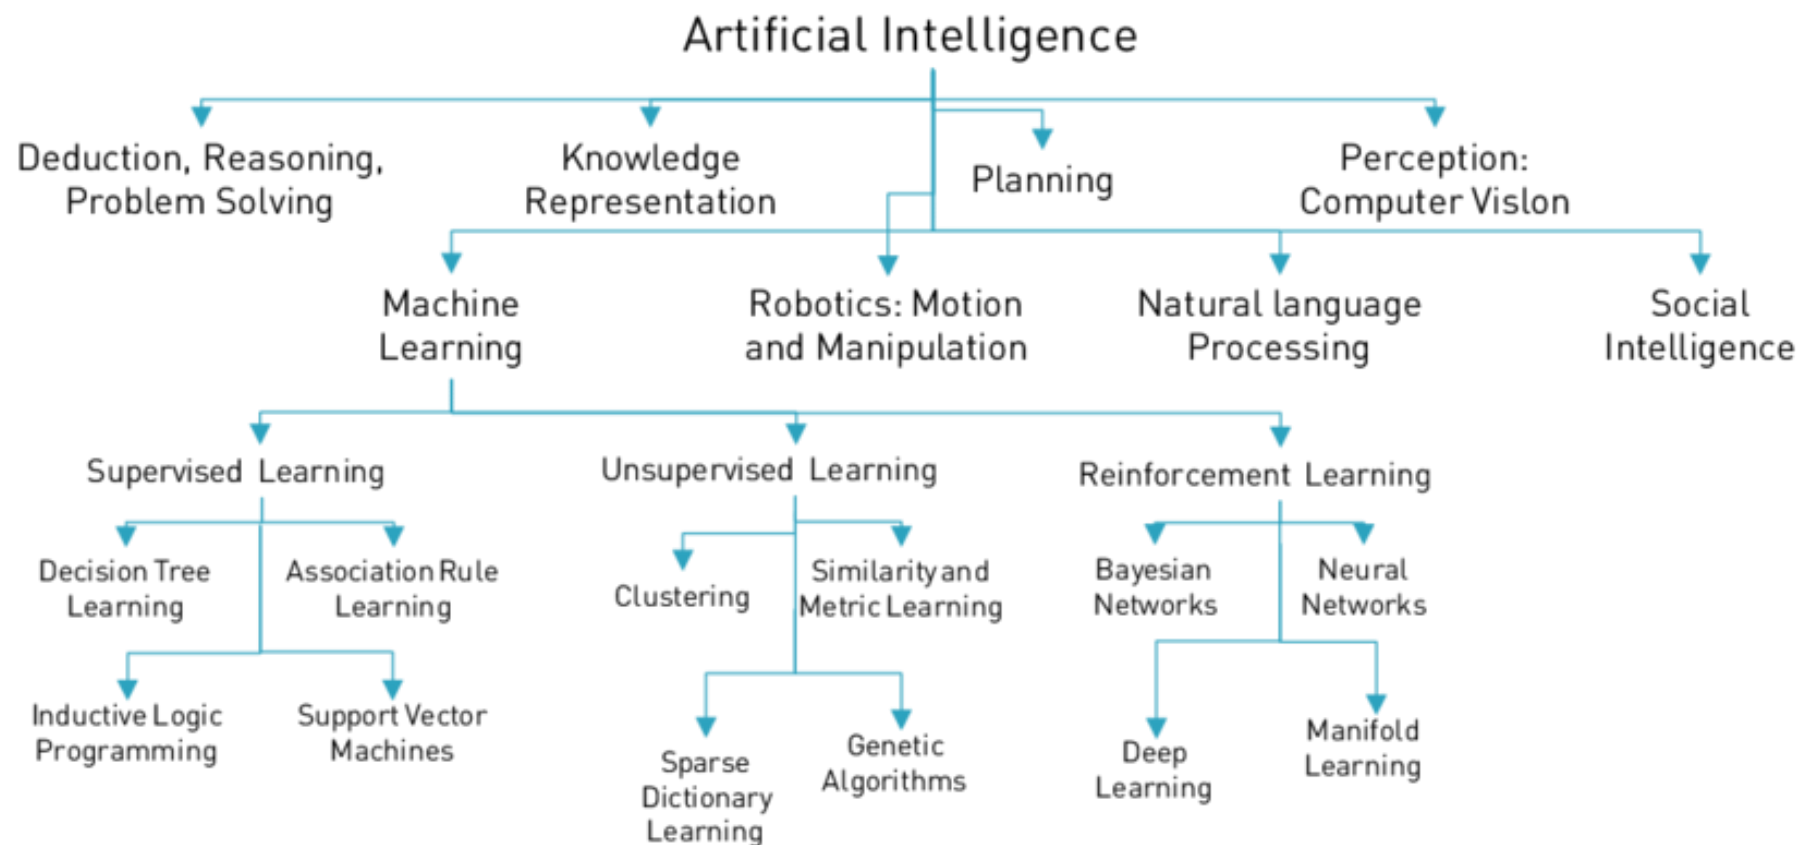 Artificial Intelligence
Deduction, Reasoning,
Problem Solving
Knowledge
Representation
Planning
Perception:
Computer Vislon
Machine
Learning
Robotics: Motion
and Manipulation
Natural language
Processing
Social
Intelligence
Supervised Learning
Unsupervised Learning
Reinforcement Learning
Decision Tree
Learning
Association Rule
Learning
Clustering
Similarity and
Metric Learning
Bayesian
Networks
Neural
Networks
Inductive Logic
Programming
Support Vector
Machines
Sparse
Dictionary
Learning
Genetic
Algorithms
Deep
Learning
Manifold
Learning